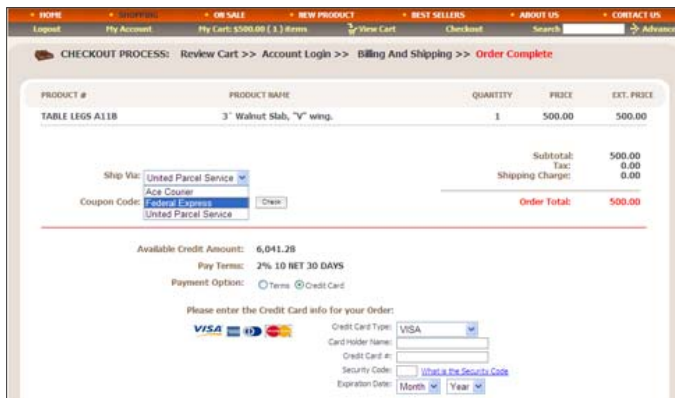 HOME SHOPPING ON SALE NEW PRODUCT BEST SELLERS ABOUT US CONTACT US
Logout My Account My Cart: $500.00 ( 1 ) items View Cart Checkout Search Advance
CHECKOUT PROCESS: Review Cart >> Account Login >> Billing And Shipping >> Order Complete
PRODUCT # PRODUCT NAME QUANTITY PRICE EXT. PRICE
TABLE LEGS A118 3" Walnut Slab, "V" wing. 1 500.00 500.00
Subtotal: 500.00
Tax: 0.00
Ship Via: United Parcel Service Shipping Charge: 0.00
Ace Courier
Coupon Code: Federal Express Check Order Total: 500.00
United Parcel Service
Available Credit Amount: 6,041.28
Pay Terms: 2% 10 NET 30 DAYS
Payment Option: Terms Credit Card
Please enter the Credit Card info for your Order:
VISA Credit Card Type: VISA
Card Holder Name:
Credit Card #:
Security Code: What is the Security Code
Expiration Date: Month Year